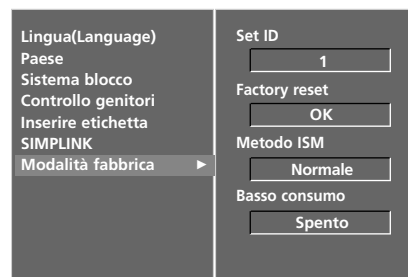 Lingua(Language)
Paese
Sistema blocco
Controllo genitori
Inserire etichetta
SIMPLINK
Modalità fabbrica ►
Set ID
1
Factory reset
OK
Metodo ISM
Normale
Basso consumo
Spento